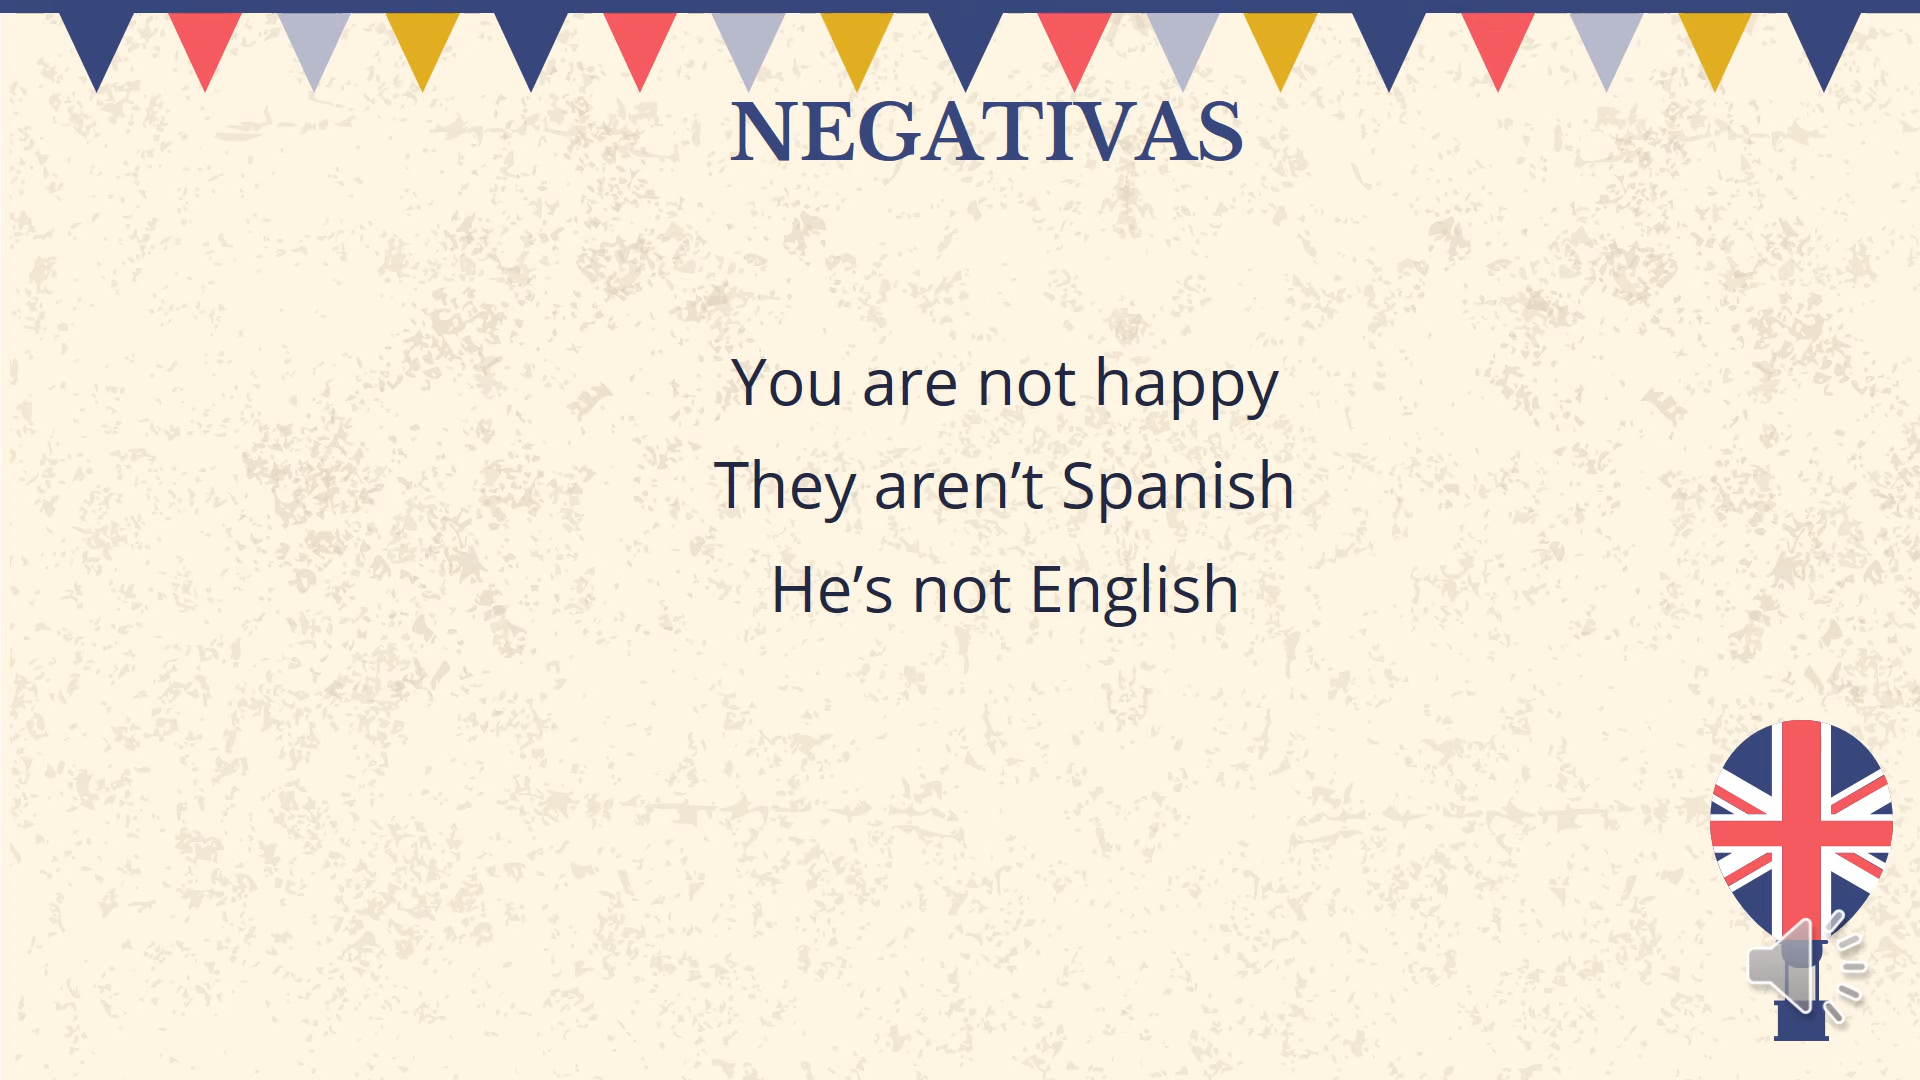 NEGATIVAS
You are not happy
They aren’t Spanish
He’s not English